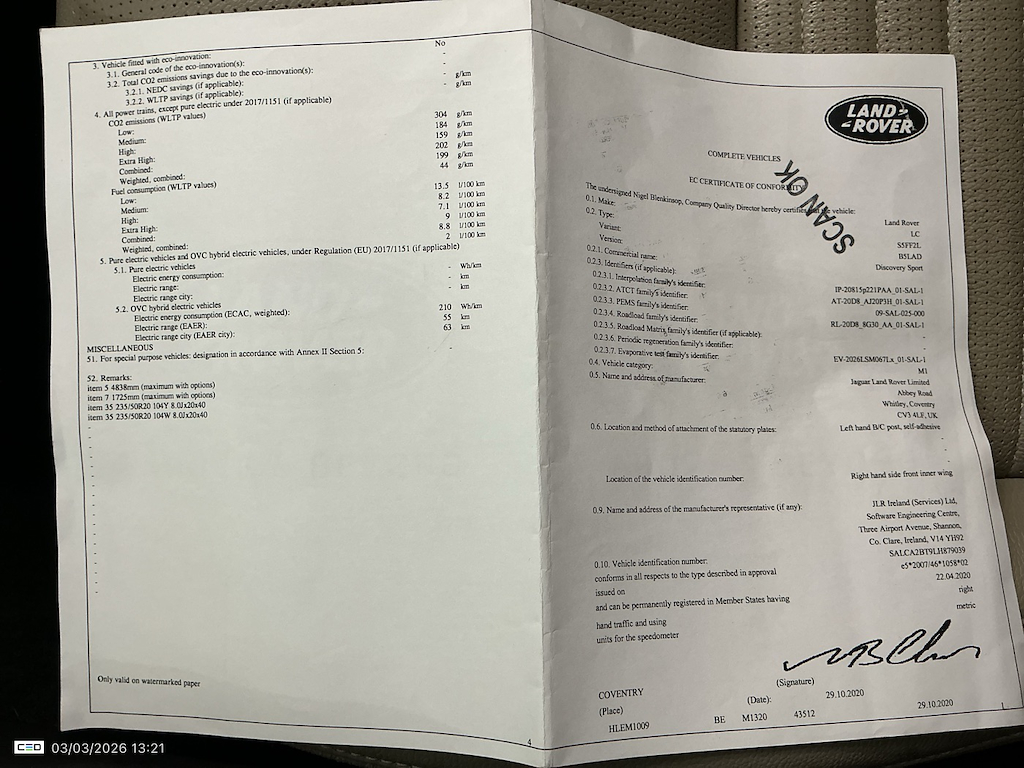 No
3. Vehicle fitted with eco-innovation: -
3.1. General code of the eco-innovation(s): -
3.2. Total CO2 emissions savings due to the eco-innovation(s):
3.2.1. NEDC savings (if applicable): - g/km
3.2.2. WLTP savings (if applicable): - g/km
4. All power trains, except pure electric under 2017/1151 (if applicable)
CO2 emissions (WLTP values)
Low: 304 g/km
Medium: 184 g/km
High: 159 g/km
Extra High: 202 g/km
Combined: 199 g/km
Weighted, combined: 44 g/km
Fuel consumption (WLTP values)
Low: 13.5 l/100 km
Medium: 8.2 l/100 km
High: 7.1 l/100 km
Extra High: 9 l/100 km
Combined: 8.8 l/100 km
Weighted, combined: 2 l/100 km
5. Pure electric vehicles and OVC hybrid electric vehicles, under Regulation (EU) 2017/1151 (if applicable)
5.1. Pure electric vehicles
Electric energy consumption: - Wh/km
Electric range: - km
Electric range city: - km
5.2. OVC hybrid electric vehicles
Electric energy consumption (ECAC, weighted): 210 Wh/km
Electric range (EAER): 55 km
Electric range city (EAER city): 63 km
MISCELLANEOUS
51. For special purpose vehicles: designation in accordance with Annex II Section 5: -
52. Remarks:
item 5 4838mm (maximum with options)
item 7 1725mm (maximum with options)
item 35 235/50R20 104Y 8.0Jx20x40
item 35 235/50R20 104W 8.0Jx20x40
Only valid on watermarked paper
4
LAND ROVER
COMPLETE VEHICLES
EC CERTIFICATE OF CONFORMITY
SCAN OK
The undersigned Nigel Blenkinsop, Company Quality Director hereby certifies the vehicle:
0.1. Make: Land Rover
0.2. Type: LC
Variant: S5FF2L
Version: B5LAD
0.2.1. Commercial name: Discovery Sport
0.2.3. Identifiers (if applicable):
0.2.3.1. Interpolation family's identifier: IP-20815p221PAA_01-SAL-1
0.2.3.2. ATCT family's identifier: AT-20D8_AJ20P3H_01-SAL-1
0.2.3.3. PEMS family's identifier: 09-SAL-025-000
0.2.3.4. Roadload family's identifier: RL-20D8_8G30_AA_01-SAL-1
0.2.3.5. Roadload Matrix family's identifier (if applicable): -
0.2.3.6. Periodic regeneration family's identifier: -
0.2.3.7. Evaporative test family's identifier: EV-2026LSM067Lx_01-SAL-1
0.4. Vehicle category: M1
0.5. Name and address of manufacturer: Jaguar Land Rover Limited
Abbey Road
Whitley, Coventry
CV3 4LF, UK
0.6. Location and method of attachment of the statutory plates: Left hand B/C post, self-adhesive
Location of the vehicle identification number: Right hand side front inner wing
0.9. Name and address of the manufacturer's representative (if any): JLR Ireland (Services) Ltd,
Software Engineering Centre,
Three Airport Avenue, Shannon,
Co. Clare, Ireland, V14 YH92
0.10. Vehicle identification number: SALCA2BT9LH879039
conforms in all respects to the type described in approval e5*2007/46*1058*02
issued on 22.04.2020
and can be permanently registered in Member States having right
hand traffic and using metric
units for the speedometer
(Signature)
COVENTRY
(Place)
(Date): 29.10.2020
HLEM1009 BE M1320 43512 29.10.2020
1
CEO 03/03/2026 13:21